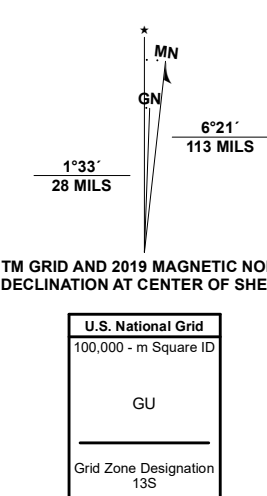 ★
MN
GN
6°21´
113 MILS
1°33´
28 MILS
TM GRID AND 2019 MAGNETIC NO
DECLINATION AT CENTER OF SHE
U.S. National Grid
100,000 - m Square ID
GU
Grid Zone Designation
13S